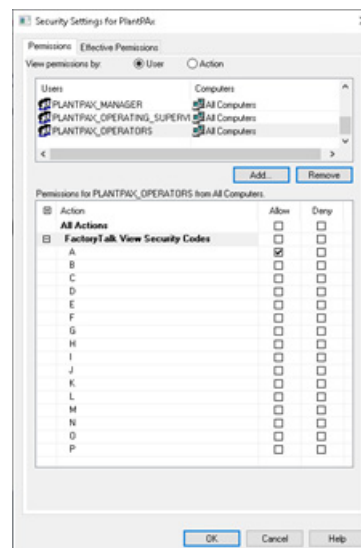 Security Settings for PlantPAx
Permissions Effective Permissions
View permissions by: User Action
Users Computers
PLANTPAX_MANAGER All Computers
PLANTPAX_OPERATING_SUPERVI All Computers
PLANTPAX_OPERATORS All Computers
Add... Remove
Permissions for PLANTPAX_OPERATORS from All Computers.
Action Allow Deny
All Actions
FactoryTalk View Security Codes
A
B
C
D
E
F
G
H
I
J
K
L
M
N
O
P
OK Cancel Help